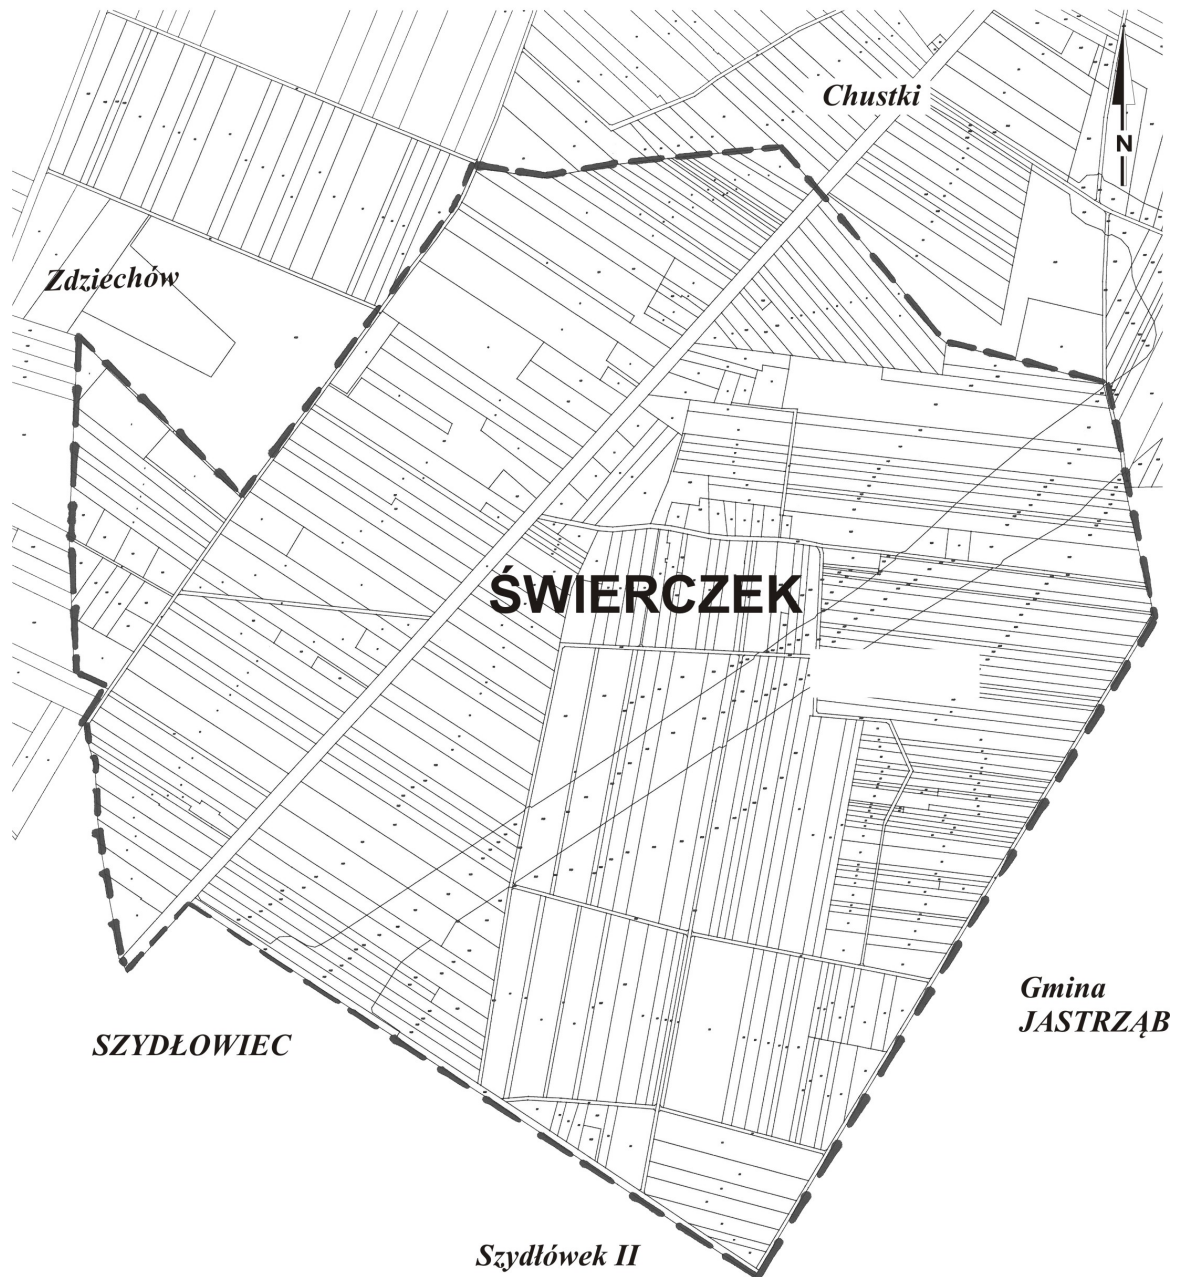 Chustki
N
Zdziechów
ŚWIERCZEK
Gmina
JASTRZĄB
SZYDŁOWIEC
Szydłówek II